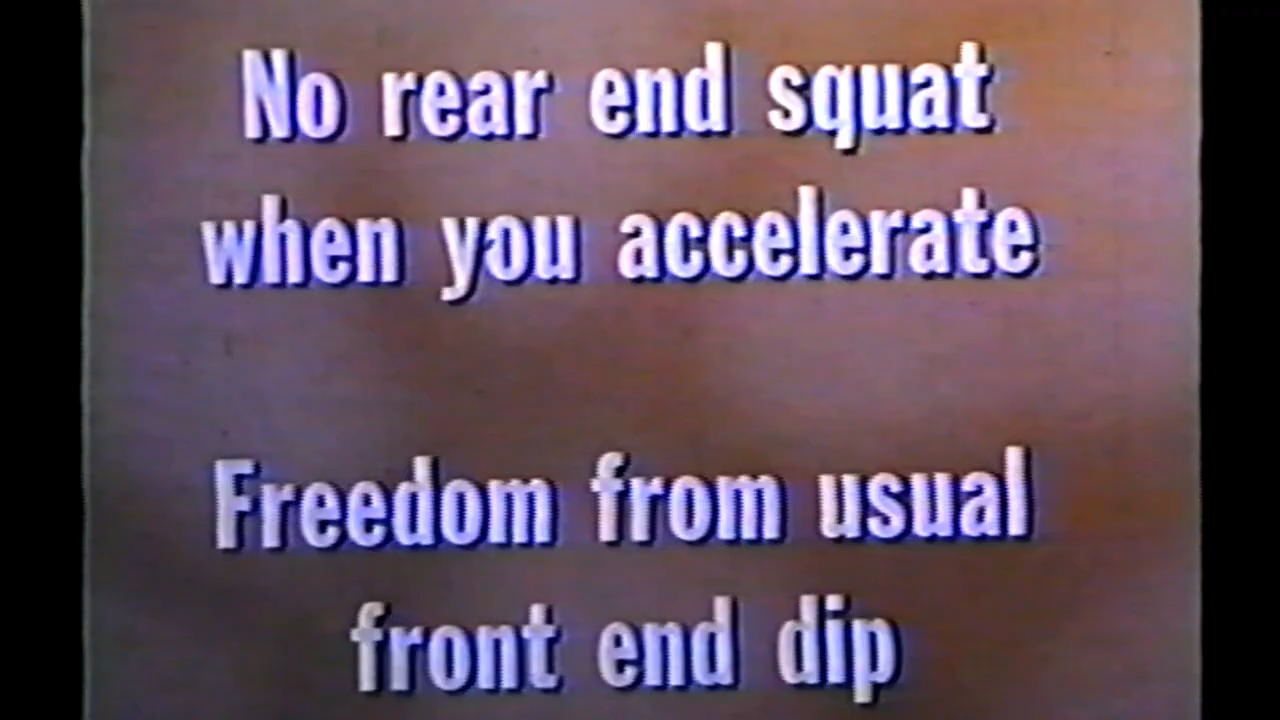 No rear end squat
when you accelerate
Freedom from usual
front end dip